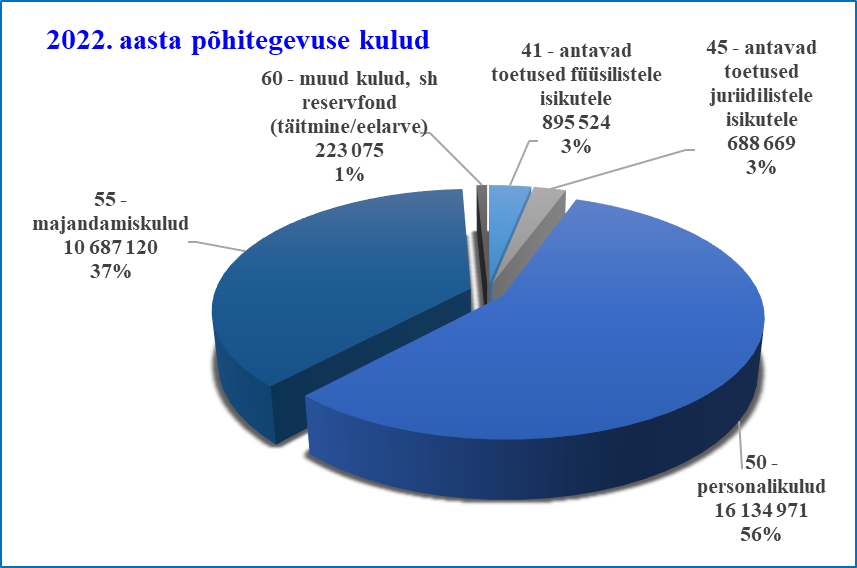 2022. aasta põhitegevuse kulud
41 - antavad
toetused füüsilistele
isikutele
895 524
3%
45 - antavad
toetused
juriidilistele
isikutele
688 669
3%
60 - muud kulud, sh
reservfond
(täitmine/eelarve)
223 075
1%
55 -
majandamiskulud
10 687 120
37%
50 -
personalikulud
16 134 971
56%